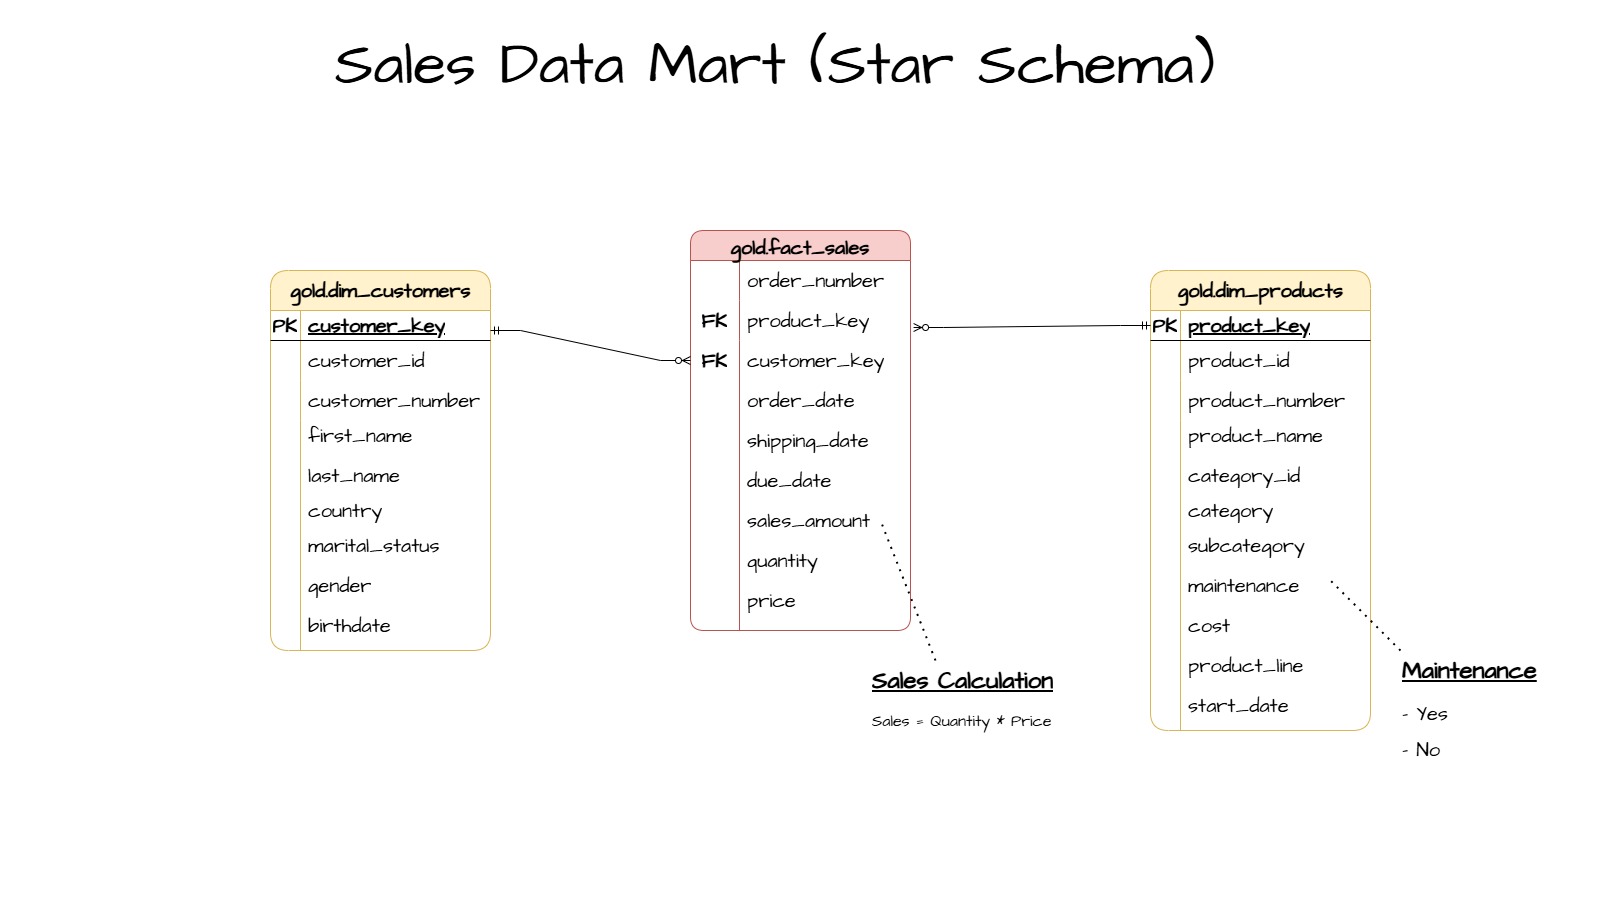 Sales Data Mart (Star Schema)
gold.dim_customers
PK customer_key
customer_id
customer_number
first_name
last_name
country
marital_status
gender
birthdate
gold.fact_sales
order_number
FK product_key
FK customer_key
order_date
shipping_date
due_date
sales_amount
quantity
price
Sales Calculation
Sales = Quantity * Price
gold.dim_products
PK product_key
product_id
product_number
product_name
category_id
category
subcategory
maintenance
cost
product_line
start_date
Maintenance
- Yes
- No